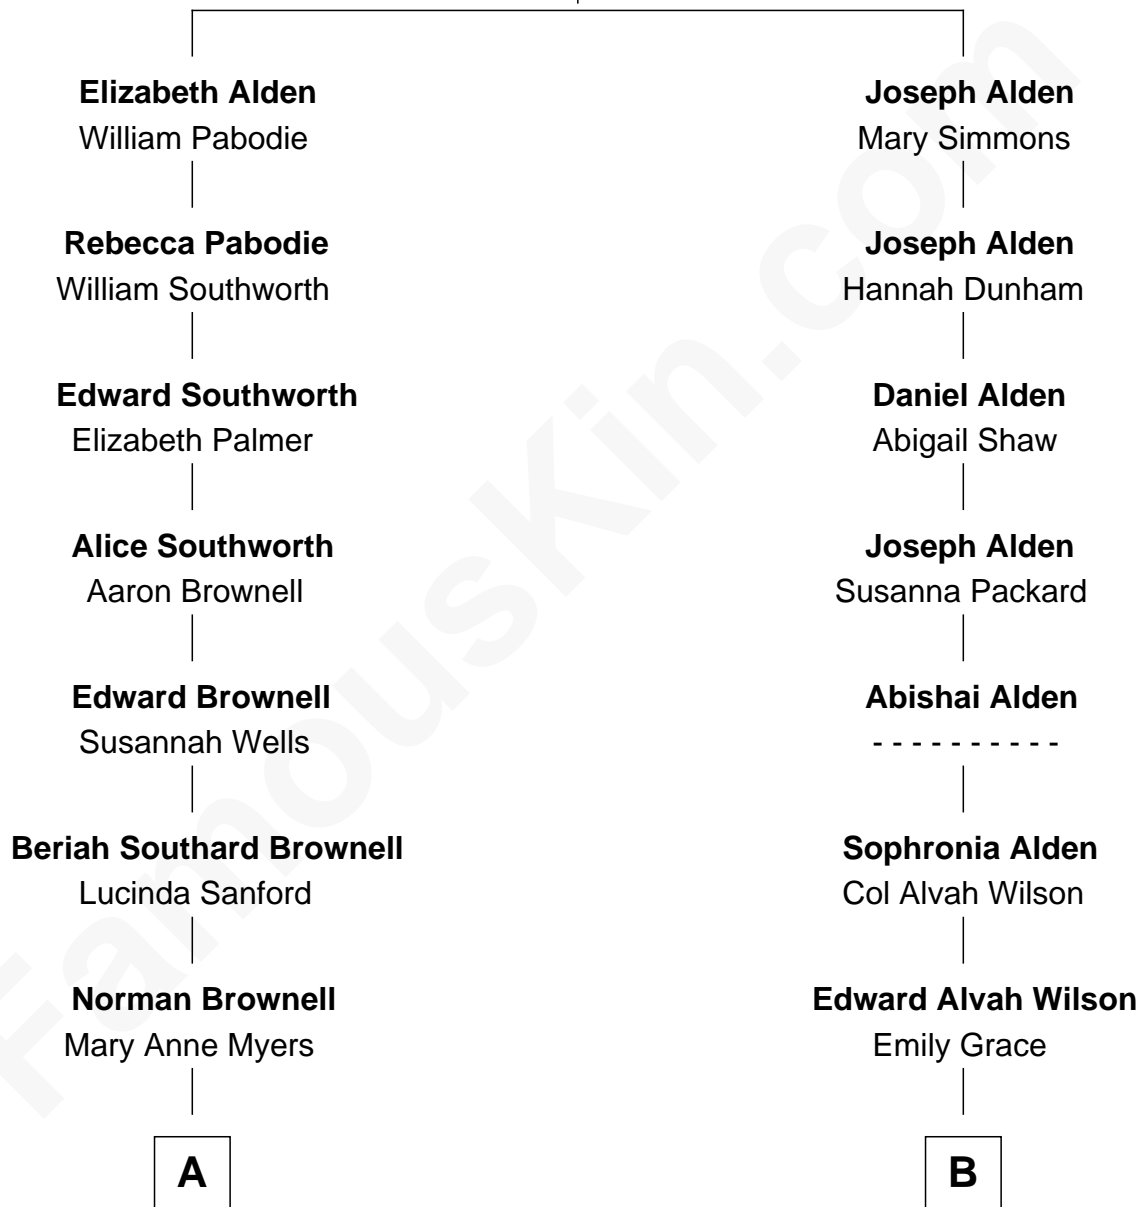 Elizabeth Alden
William Pabodie
Rebecca Pabodie
William Southworth
Edward Southworth
Elizabeth Palmer
Alice Southworth
Aaron Brownell
Edward Brownell
Susannah Wells
Beriah Southard Brownell
Lucinda Sanford
Norman Brownell
Mary Anne Myers
A
Joseph Alden
Mary Simmons
Joseph Alden
Hannah Dunham
Daniel Alden
Abigail Shaw
Joseph Alden
Susanna Packard
Abishai Alden
- - - - - - - - - -
Sophronia Alden
Col Alvah Wilson
Edward Alvah Wilson
Emily Grace
B
FamousKin.com